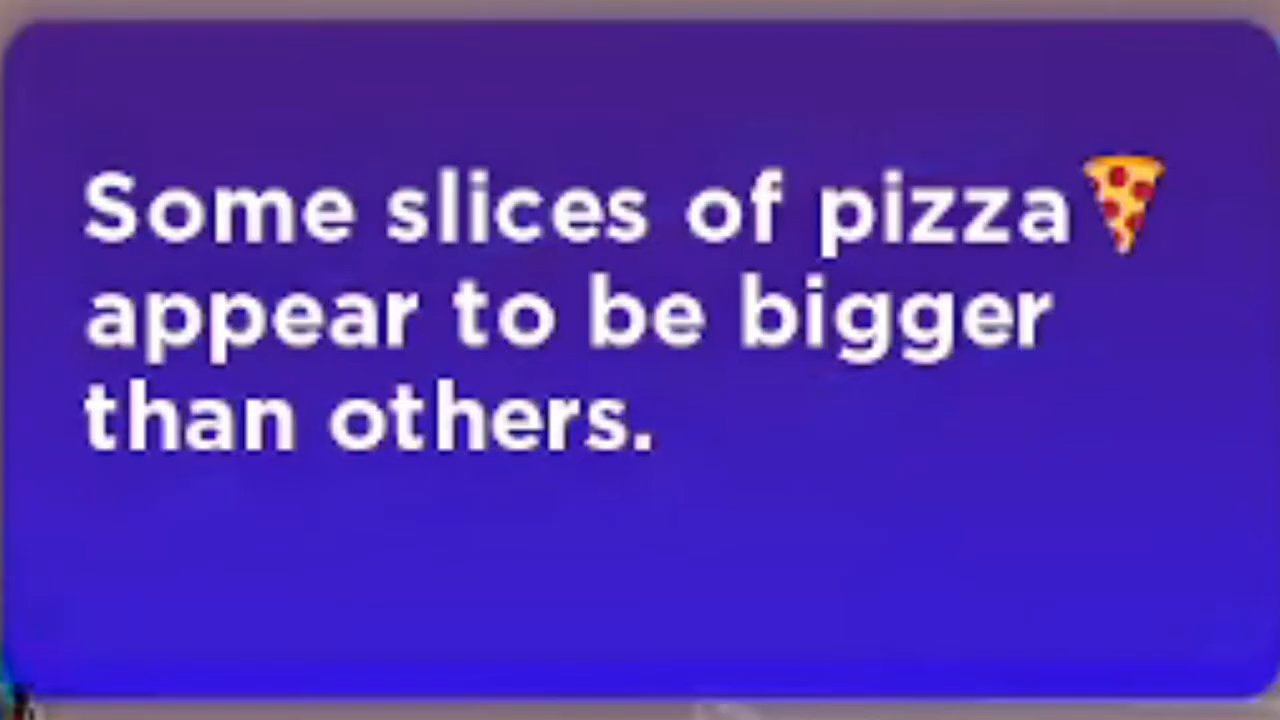 Some slices of pizza🍕
appear to be bigger
than others.